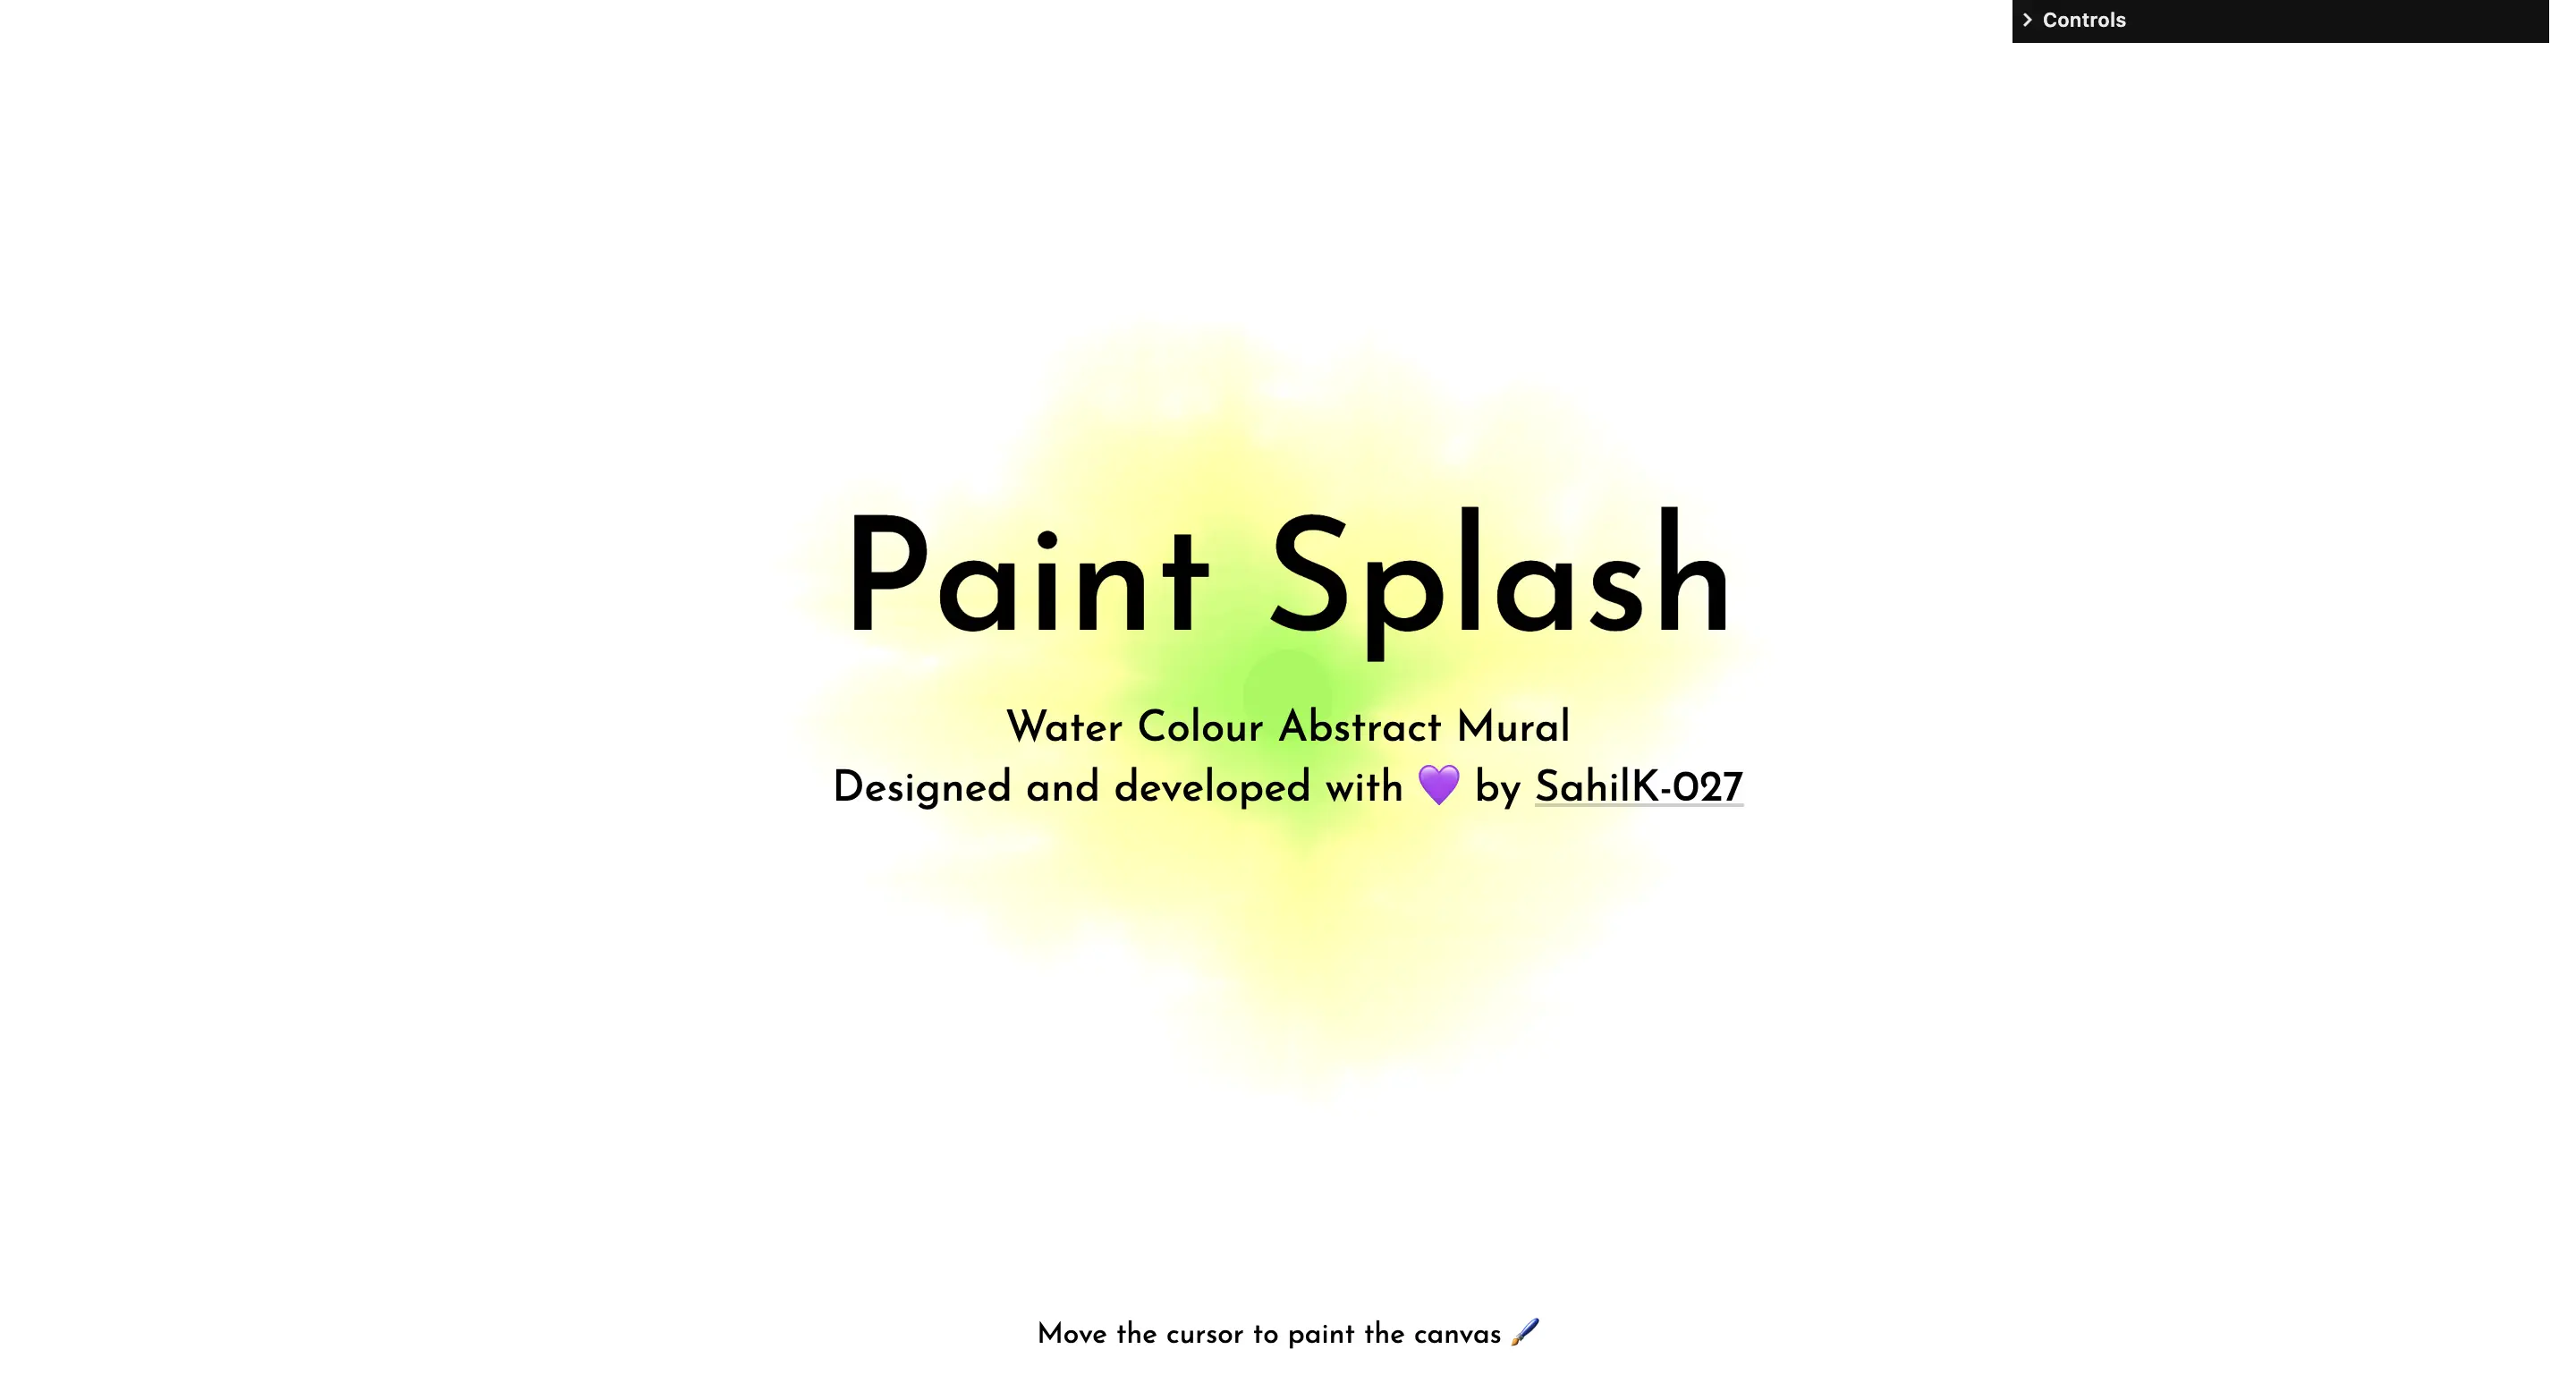 Controls
Paint Splash
Water Colour Abstract Mural
Designed and developed with 💜 by SahilK-027
Move the cursor to paint the canvas 🖌️